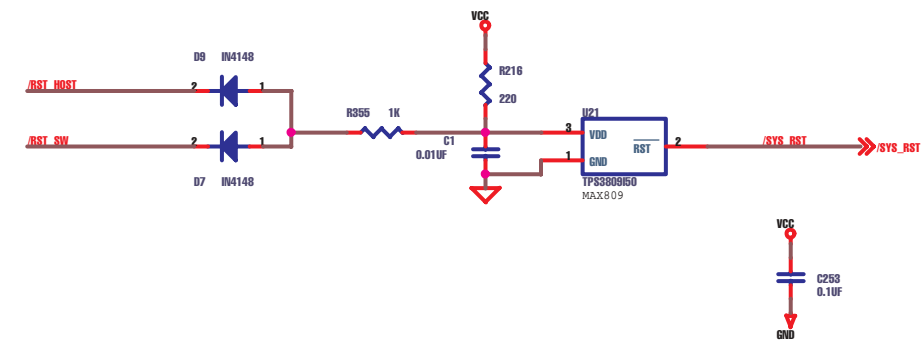 VCC
D9 IN4148
R216
/RST_HOST 2 1
220
R355 1K
U21
C1
3 VDD
/RST_SW 2 1
0.01UF
RST 2 /SYS_RST /SYS_RST
1 GND
D7 IN4148
TPS3809I50
MAX809
VCC
C253
0.1UF
GND